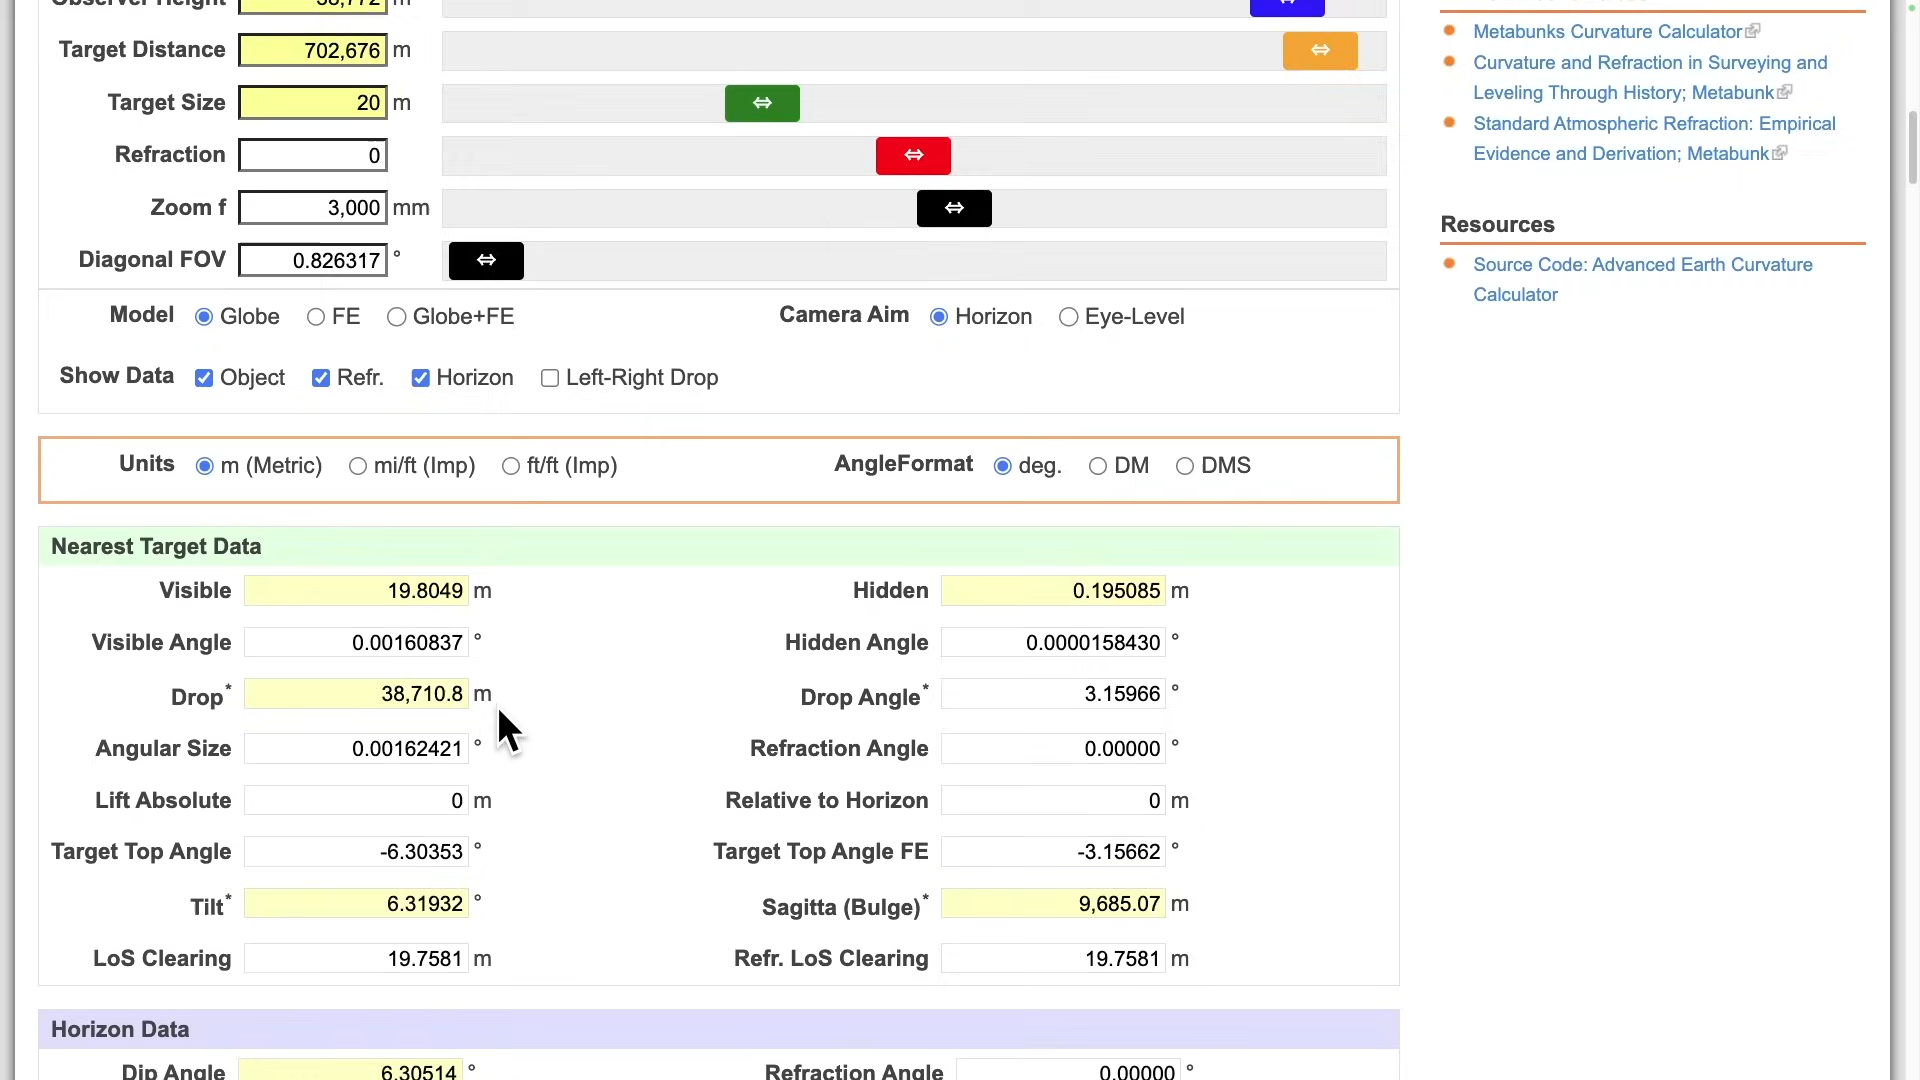 Observer Height 38,772 m
Target Distance 702,676 m
Target Size 20 m
Refraction 0
Zoom f 3,000 mm
Diagonal FOV 0.826317 °
Model Globe FE Globe+FE Camera Aim Horizon Eye-Level
Show Data Object Refr. Horizon Left-Right Drop
Units m (Metric) mi/ft (Imp) ft/ft (Imp) AngleFormat deg. DM DMS
Nearest Target Data
Visible 19.8049 m Hidden 0.195085 m
Visible Angle 0.00160837 ° Hidden Angle 0.0000158430 °
Drop* 38,710.8 m Drop Angle* 3.15966 °
Angular Size 0.00162421 ° Refraction Angle 0.00000 °
Lift Absolute 0 m Relative to Horizon 0 m
Target Top Angle -6.30353 ° Target Top Angle FE -3.15662 °
Tilt* 6.31932 ° Sagitta (Bulge)* 9,685.07 m
LoS Clearing 19.7581 m Refr. LoS Clearing 19.7581 m
Horizon Data
Dip Angle 6.30514 ° Refraction Angle 0.00000 °
Metabunks Curvature Calculator
Curvature and Refraction in Surveying and
Leveling Through History; Metabunk
Standard Atmospheric Refraction: Empirical
Evidence and Derivation; Metabunk
Resources
Source Code: Advanced Earth Curvature
Calculator